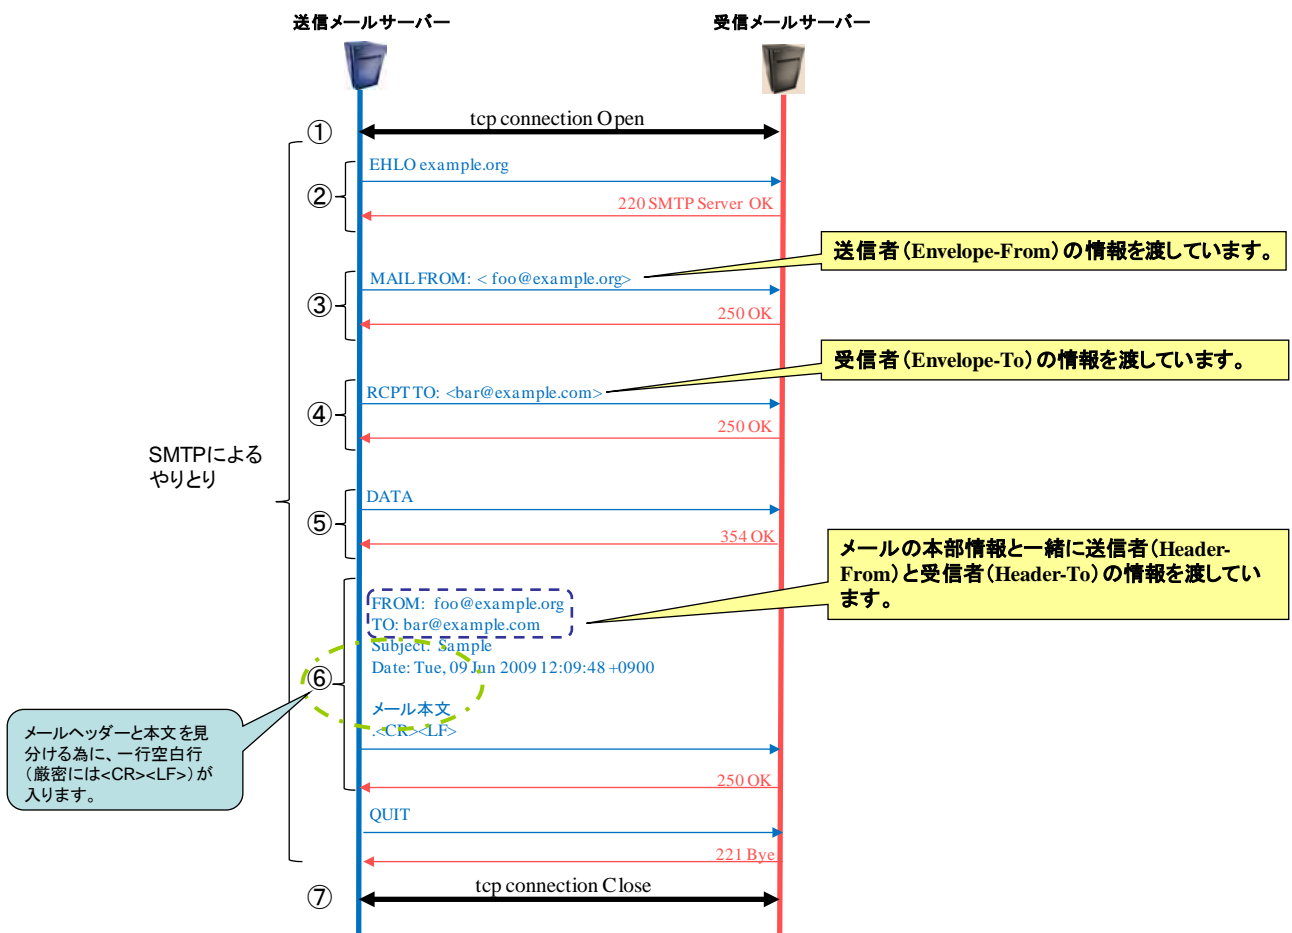 送信メールサーバー
受信メールサーバー
① tcp connection Open
EHLO example.org
②
220 SMTP Server OK
送信者(Envelope-From)の情報を渡しています。
MAIL FROM: < foo@example.org>
③
250 OK
受信者(Envelope-To)の情報を渡しています。
RCPT TO: <bar@example.com>
④
250 OK
SMTPによる
やりとり
DATA
⑤
354 OK
メールの本部情報と一緒に送信者(Header-
From)と受信者(Header-To)の情報を渡してい
ます。
FROM: foo@example.org
TO: bar@example.com
Subject: Sample
Date: Tue, 09 Jun 2009 12:09:48 +0900
⑥
メール本文
.<CR><LF>
メールヘッダーと本文を見
分ける為に、一行空白行
(厳密には<CR><LF>)が
入ります。
250 OK
QUIT
221 Bye
⑦ tcp connection Close